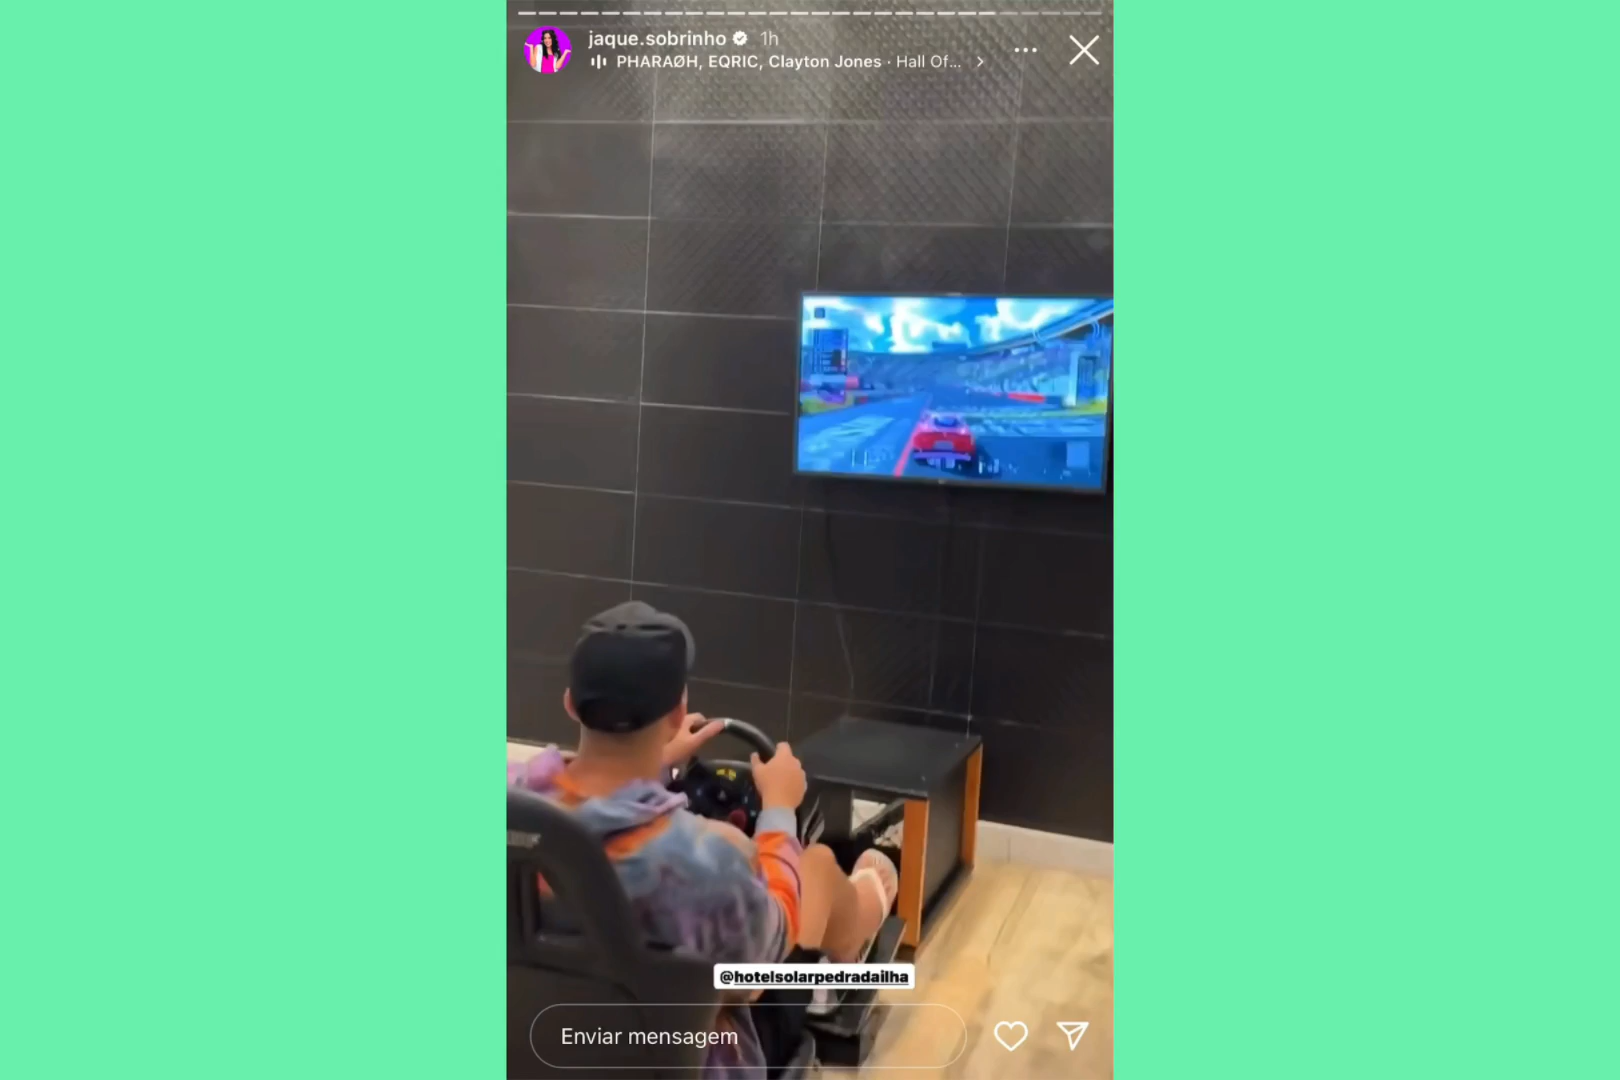 jaque.sobrinho 1h
PHARAØH, EQRIC, Clayton Jones · Hall Of...
@hotelsolarpedradailha
Enviar mensagem